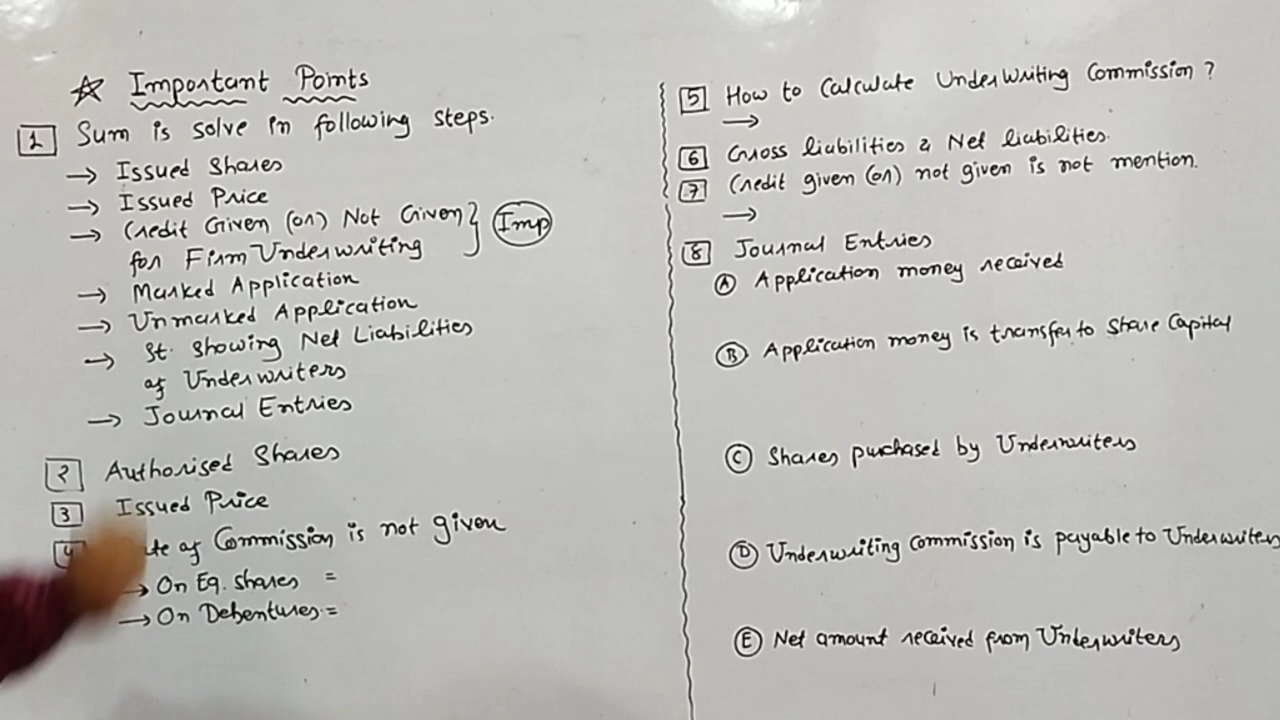 ☆ Important Points
1 Sum is solve in following steps.
→ Issued Shares
→ Issued Price
→ Credit Given (or) Not Given } Imp
for Firm Underwriting
→ Marked Application
→ Unmarked Application
→ St. showing Net Liabilities
of Underwriters
→ Journal Entries
2 Authorised Shares
3 Issued Price
4 of Commission is not given
→ On Eq. shares =
→ On Debentures =
5 How to Calculate Underwriting Commission ?
→
6 Gross liabilities & Net liabilities.
7 Credit given (or) not given is not mention.
→
8 Journal Entries
A Application money received
B Application money is transfer to Share Capital
C Shares purchased by Underwriters
D Underwriting Commission is payable to Underwriters
E Net amount received from Underwriters